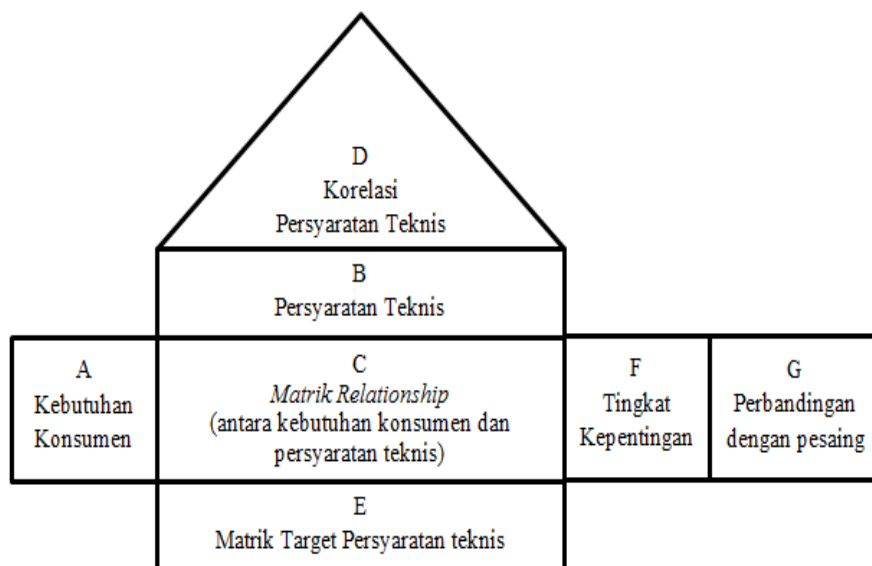 D
Korelasi
Persyaratan Teknis
B
Persyaratan Teknis
A
Kebutuhan
Konsumen
C
Matrik Relationship
(antara kebutuhan konsumen dan
persyaratan teknis)
F
Tingkat
Kepentingan
G
Perbandingan
dengan pesaing
E
Matrik Target Persyaratan teknis